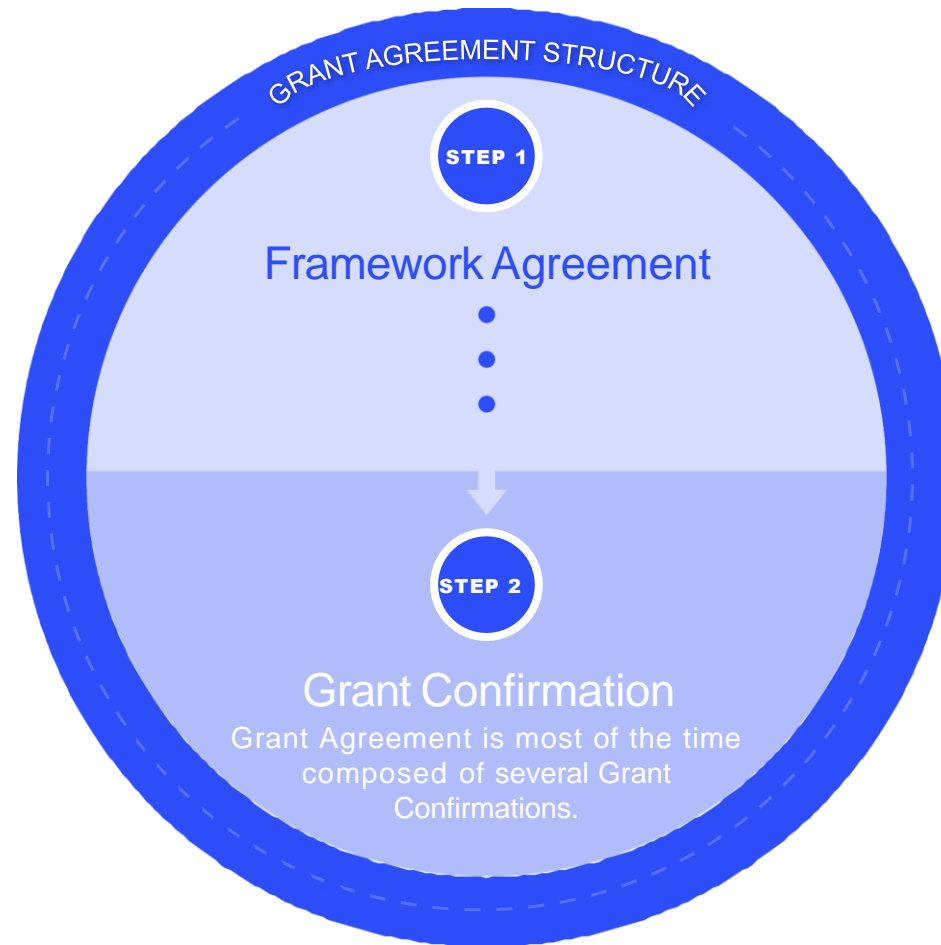 GRANT AGREEMENT STRUCTURE
STEP 1
Framework Agreement
STEP 2
Grant Confirmation
Grant Agreement is most of the time
composed of several Grant
Confirmations.